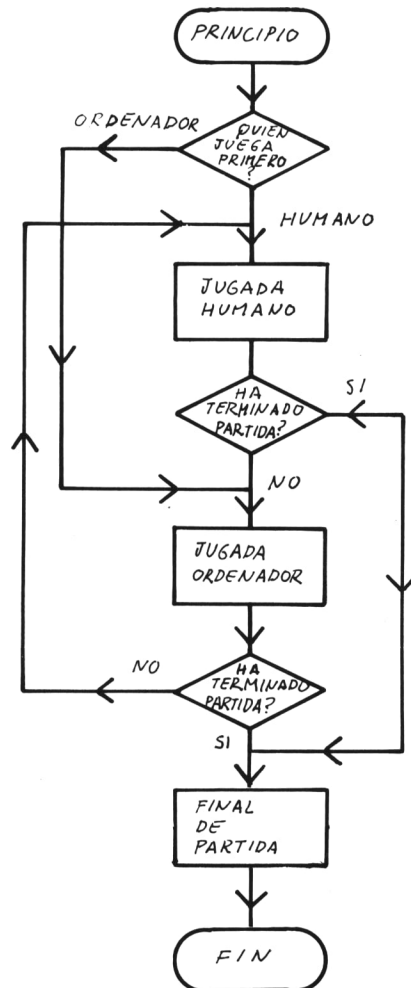 PRINCIPIO
ORDENADOR
QUIEN
JUEGA
PRIMERO
?
HUMANO
JUGADA
HUMANO
HA
TERMINADO
PARTIDA?
SI
NO
JUGADA
ORDENADOR
NO
HA
TERMINADO
PARTIDA?
SI
FINAL
DE
PARTIDA
FIN